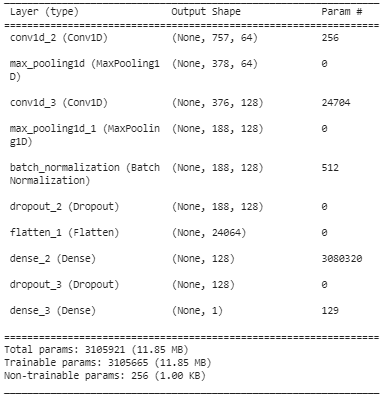 Layer (type) Output Shape Param #
conv1d_2 (Conv1D) (None, 757, 64) 256
max_pooling1d (MaxPooling1 (None, 378, 64) 0
D)
conv1d_3 (Conv1D) (None, 376, 128) 24704
max_pooling1d_1 (MaxPoolin (None, 188, 128) 0
g1D)
batch_normalization (Batch (None, 188, 128) 512
Normalization)
dropout_2 (Dropout) (None, 188, 128) 0
flatten_1 (Flatten) (None, 24064) 0
dense_2 (Dense) (None, 128) 3080320
dropout_3 (Dropout) (None, 128) 0
dense_3 (Dense) (None, 1) 129
Total params: 3105921 (11.85 MB)
Trainable params: 3105665 (11.85 MB)
Non-trainable params: 256 (1.00 KB)